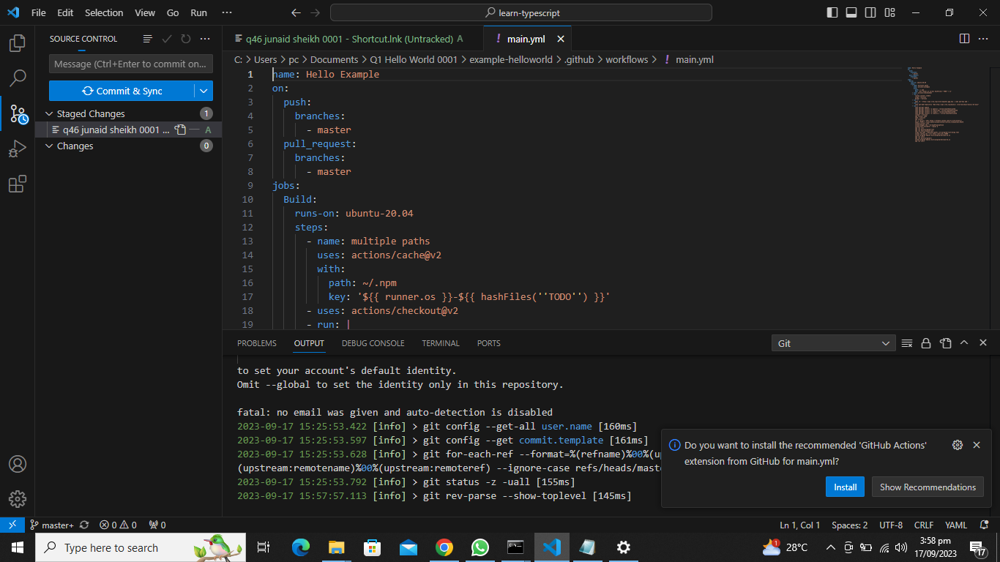 File Edit Selection View Go Run ··· learn-typescript
SOURCE CONTROL
Message (Ctrl+Enter to commit on...
Commit & Sync
Staged Changes 1
q46 junaid sheikh 0001 ... A
Changes 0
q46 junaid sheikh 0001 - Shortcut.lnk (Untracked) A
! main.yml
C: > Users > pc > Documents > Q1 Hello World 0001 > example-helloworld > .github > workflows > ! main.yml
1 name: Hello Example
2 on:
3 push:
4 branches:
5 - master
6 pull_request:
7 branches:
8 - master
9 jobs:
10 Build:
11 runs-on: ubuntu-20.04
12 steps:
13 - name: multiple paths
14 uses: actions/cache@v2
15 with:
16 path: ~/.npm
17 key: '${{ runner.os }}-${{ hashFiles(''TODO'') }}'
18 - uses: actions/checkout@v2
19 - run: |
PROBLEMS OUTPUT DEBUG CONSOLE TERMINAL PORTS Git
to set your account's default identity.
Omit --global to set the identity only in this repository.
fatal: no email was given and auto-detection is disabled
2023-09-17 15:25:53.422 [info] > git config --get-all user.name [160ms]
2023-09-17 15:25:53.597 [info] > git config --get commit.template [161ms]
2023-09-17 15:25:53.628 [info] > git for-each-ref --format=%(refname)%00%(up
(upstream:remotename)%00%(upstream:remoteref) --ignore-case refs/heads/mast
2023-09-17 15:25:53.792 [info] > git status -z -uall [155ms]
2023-09-17 15:57:57.113 [info] > git rev-parse --show-toplevel [145ms]
Do you want to install the recommended 'GitHub Actions'
extension from GitHub for main.yml?
Install Show Recommendations
master+ 0 0 0 Ln 1, Col 1 Spaces: 2 UTF-8 CRLF YAML
Type here to search
1 28°C
3:58 pm
17/09/2023
17